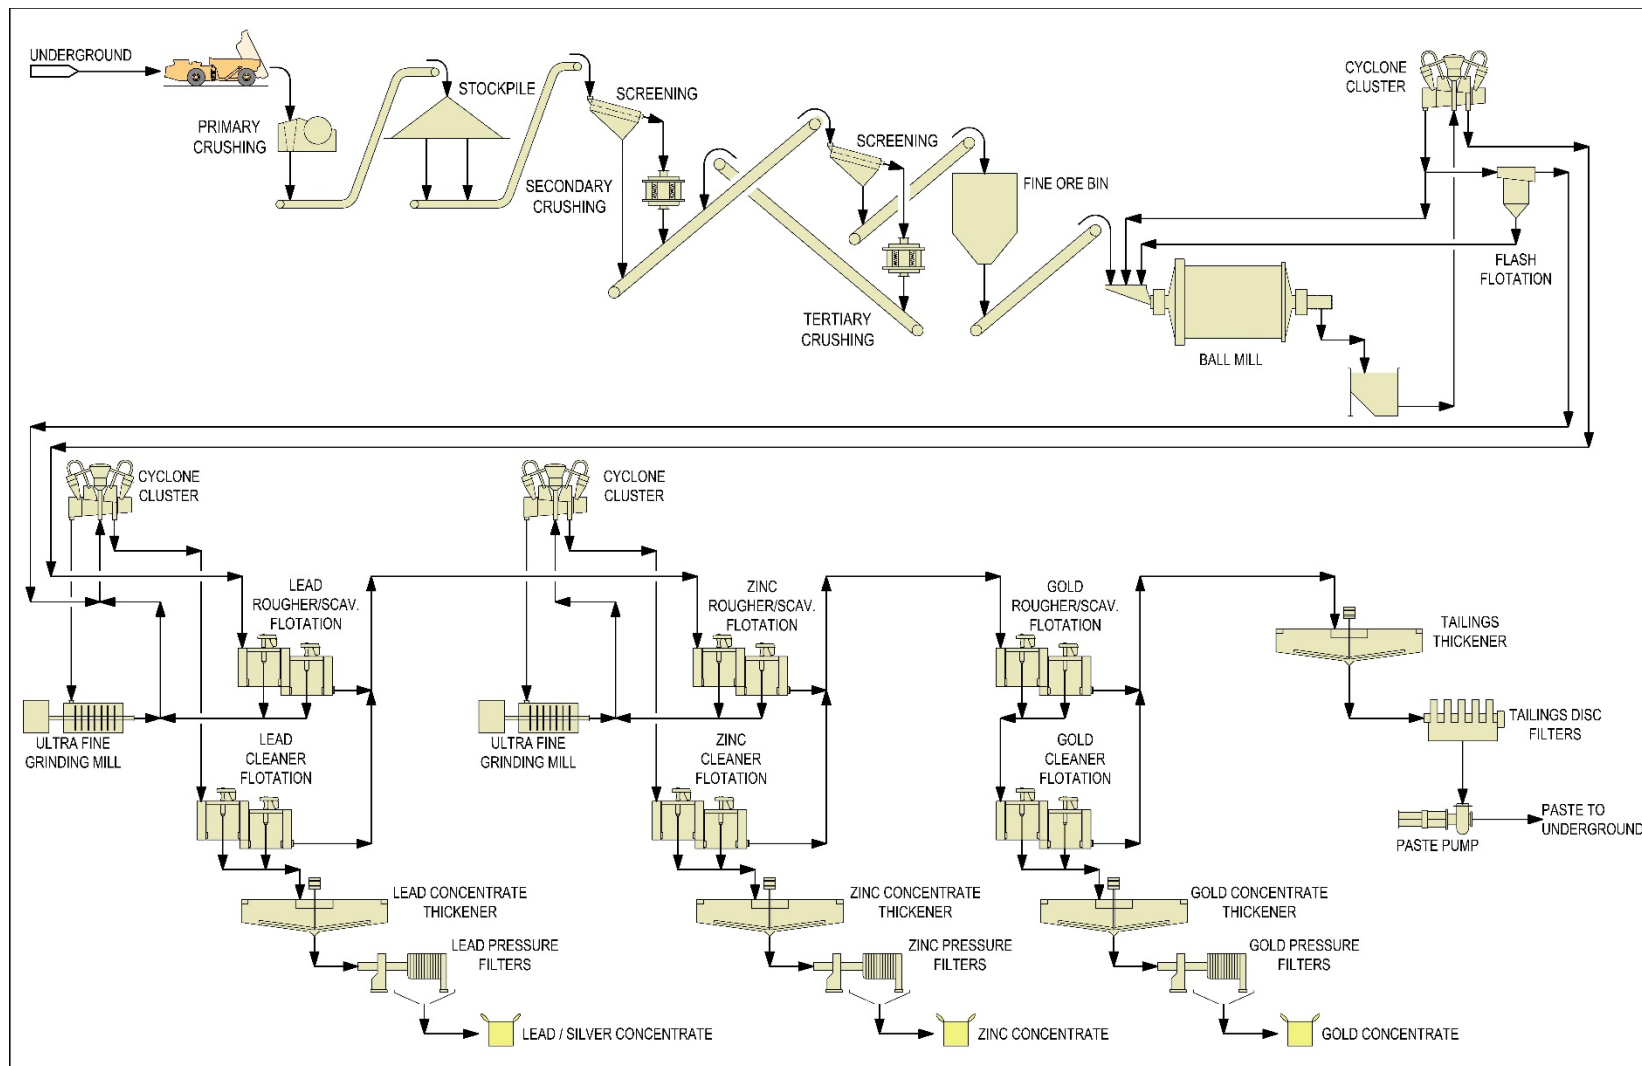 UNDERGROUND
PRIMARY
CRUSHING
STOCKPILE
SCREENING
SECONDARY
CRUSHING
SCREENING
TERTIARY
CRUSHING
FINE ORE BIN
CYCLONE
CLUSTER
FLASH
FLOTATION
BALL MILL
CYCLONE
CLUSTER
LEAD
ROUGHER/SCAV.
FLOTATION
ULTRA FINE
GRINDING MILL
LEAD
CLEANER
FLOTATION
LEAD CONCENTRATE
THICKENER
LEAD PRESSURE
FILTERS
LEAD / SILVER CONCENTRATE
CYCLONE
CLUSTER
ZINC
ROUGHER/SCAV.
FLOTATION
ULTRA FINE
GRINDING MILL
ZINC
CLEANER
FLOTATION
ZINC CONCENTRATE
THICKENER
ZINC PRESSURE
FILTERS
ZINC CONCENTRATE
GOLD
ROUGHER/SCAV.
FLOTATION
GOLD
CLEANER
FLOTATION
GOLD CONCENTRATE
THICKENER
GOLD PRESSURE
FILTERS
GOLD CONCENTRATE
TAILINGS
THICKENER
TAILINGS DISC
FILTERS
PASTE PUMP
PASTE TO
UNDERGROUND